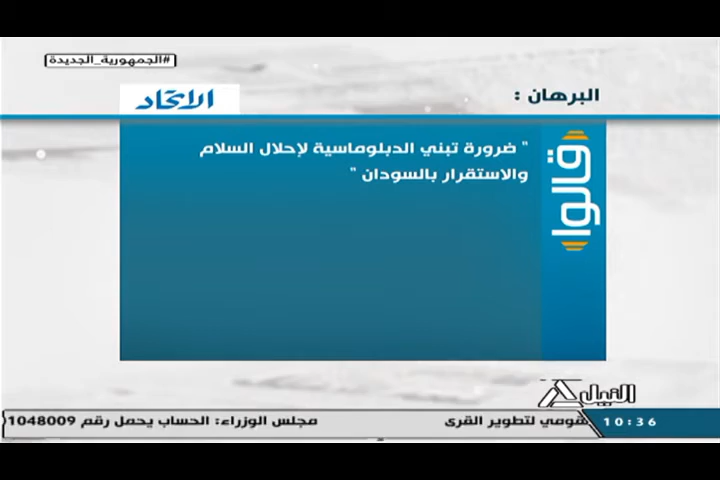 #الجمهورية_الجديدة
البرهان :
الاتحاد
قالوا
" ضرورة تبني الدبلوماسية لإحلال السلام
والاستقرار بالسودان "
النيل
10:36
قومي لتطوير القرى
مجلس الوزراء: الحساب يحمل رقم 1048009